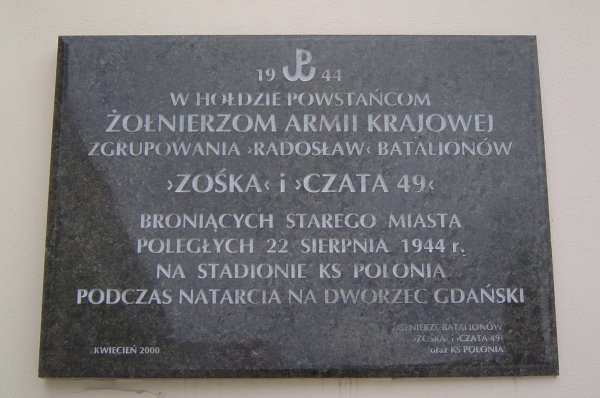 19 44
W HOŁDZIE POWSTAŃCOM
ŻOŁNIERZOM ARMII KRAJOWEJ
ZGRUPOWANIA ›RADOSŁAW‹ BATALIONÓW
›ZOŚKA‹ i ›CZATA 49‹
BRONIĄCYCH STAREGO MIASTA
POLEGŁYCH 22 SIERPNIA 1944 r.
NA STADIONIE KS POLONIA
PODCZAS NATARCIA NA DWORZEC GDAŃSKI
ŻOŁNIERZE BATALIONÓW
›ZOŚKA‹ i ›CZATA 49‹
oraz KS POLONIA
KWIECIEŃ 2000